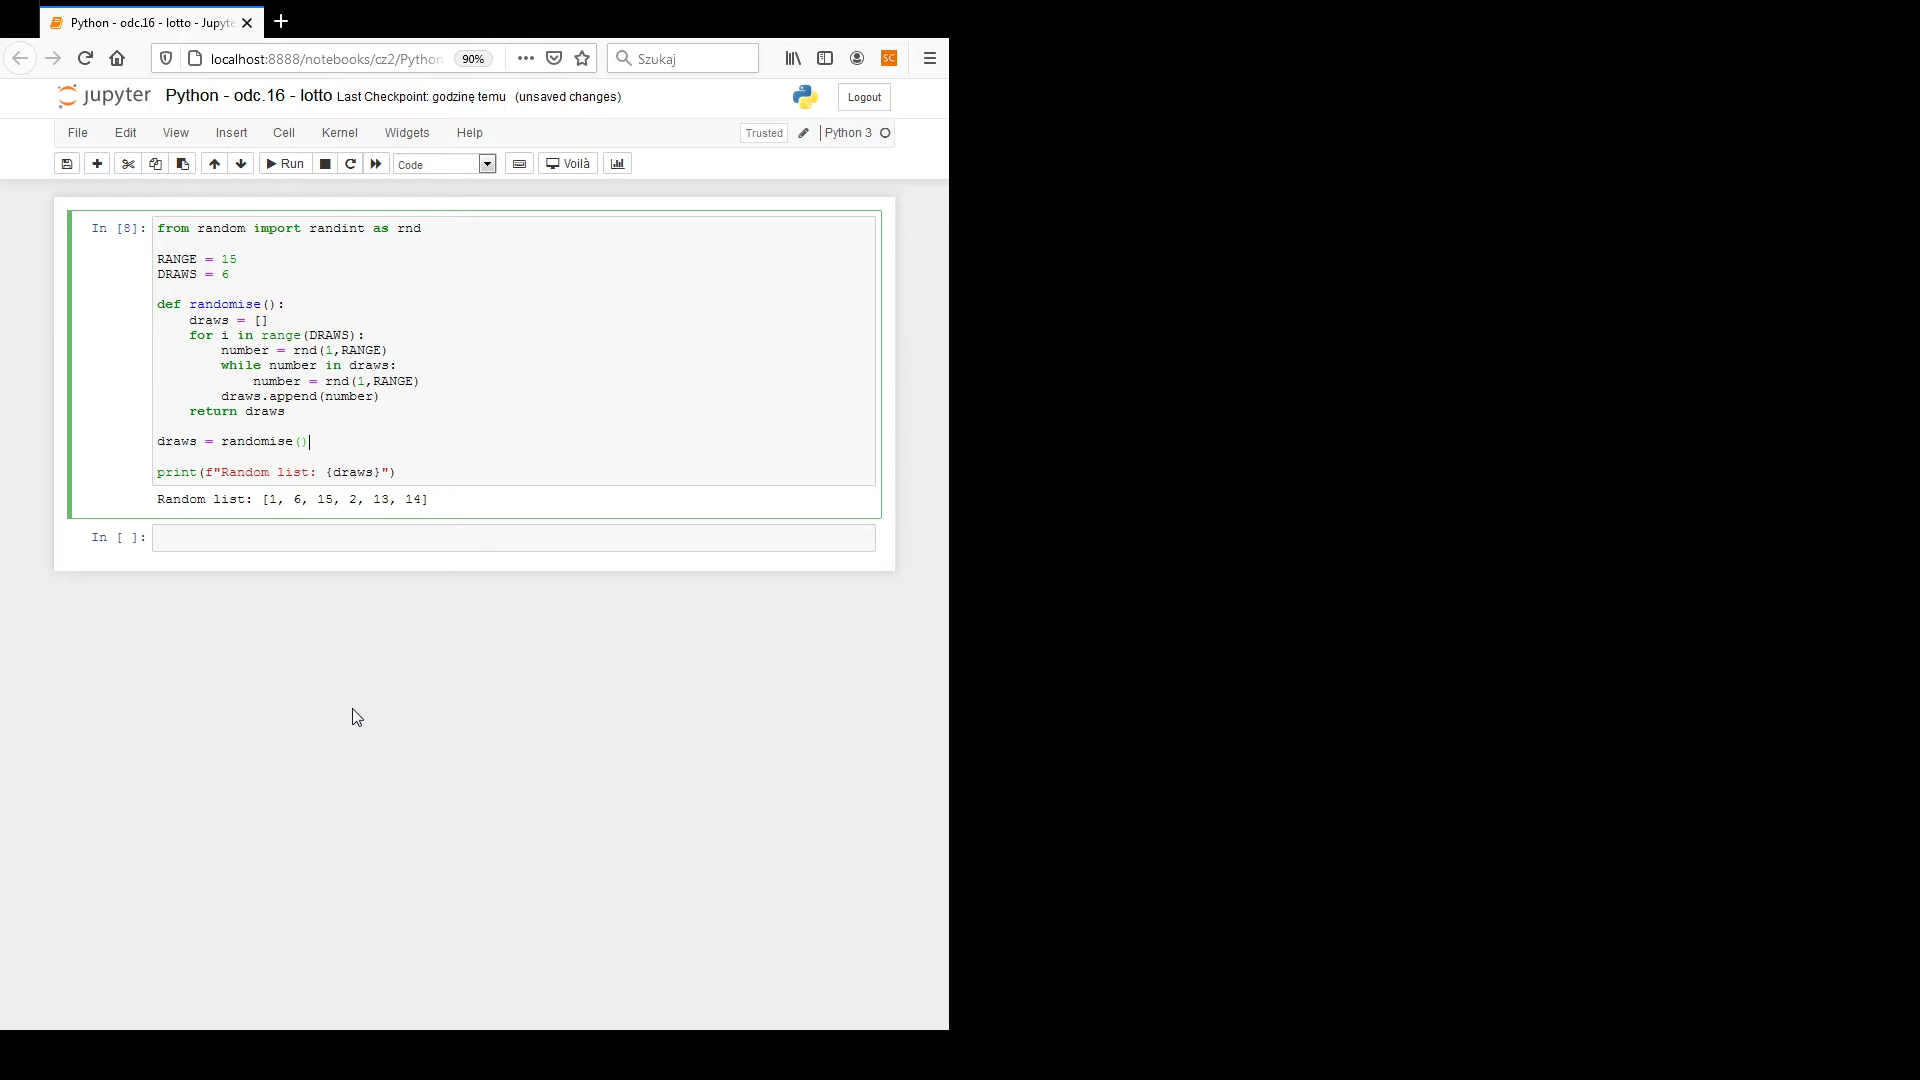 Python - odc.16 - lotto - Jupyte
localhost:8888/notebooks/cz2/Python
90%
Szukaj
SC
jupyter Python - odc.16 - lotto Last Checkpoint: godzinę temu (unsaved changes)
Logout
File Edit View Insert Cell Kernel Widgets Help
Trusted
Python 3
Run
Code
Voilà
In [8]:
from random import randint as rnd
RANGE = 15
DRAWS = 6
def randomise():
    draws = []
    for i in range(DRAWS):
        number = rnd(1,RANGE)
        while number in draws:
            number = rnd(1,RANGE)
        draws.append(number)
    return draws
draws = randomise()
print(f"Random list: {draws}")
Random list: [1, 6, 15, 2, 13, 14]
In [ ]: